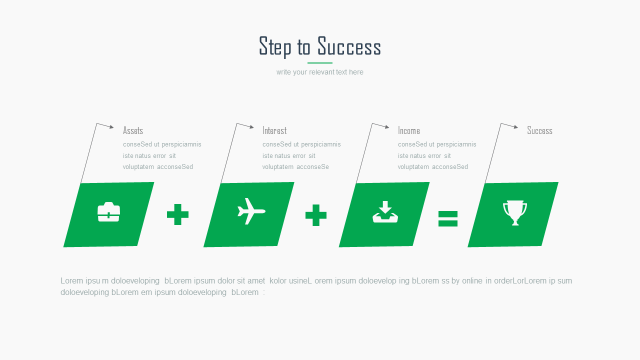 Step to Success
write your relevant text here
Assets
conseSed ut perspiciamnis
iste natus error sit
voluptatem acconseSed
Interest
conseSed ut perspiciamnis
iste natus error sit
voluptatem acconseSe
Income
conseSed ut perspiciamnis
iste natus error sit
voluptatem acconseSed
Success
Lorem ipsu m doloeveloping bLorem ipsum dolor sit amet kolor usineL orem ipsum doloevelop ing bLorem ss by online in orderLorLorem ip sum
doloeveloping bLorem em ipsum doloeveloping bLorem :